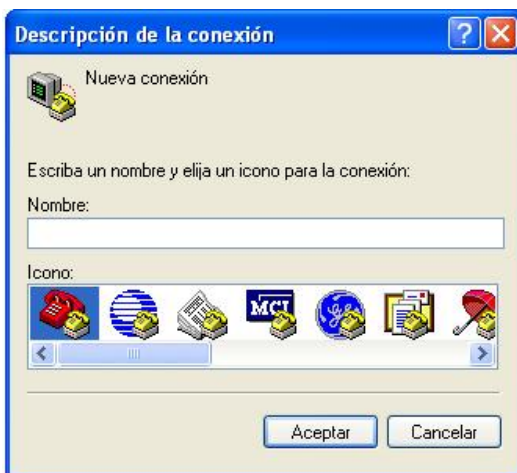 Descripción de la conexión
Nueva conexión
Escriba un nombre y elija un icono para la conexión:
Nombre:
Icono:
MCI
Aceptar
Cancelar